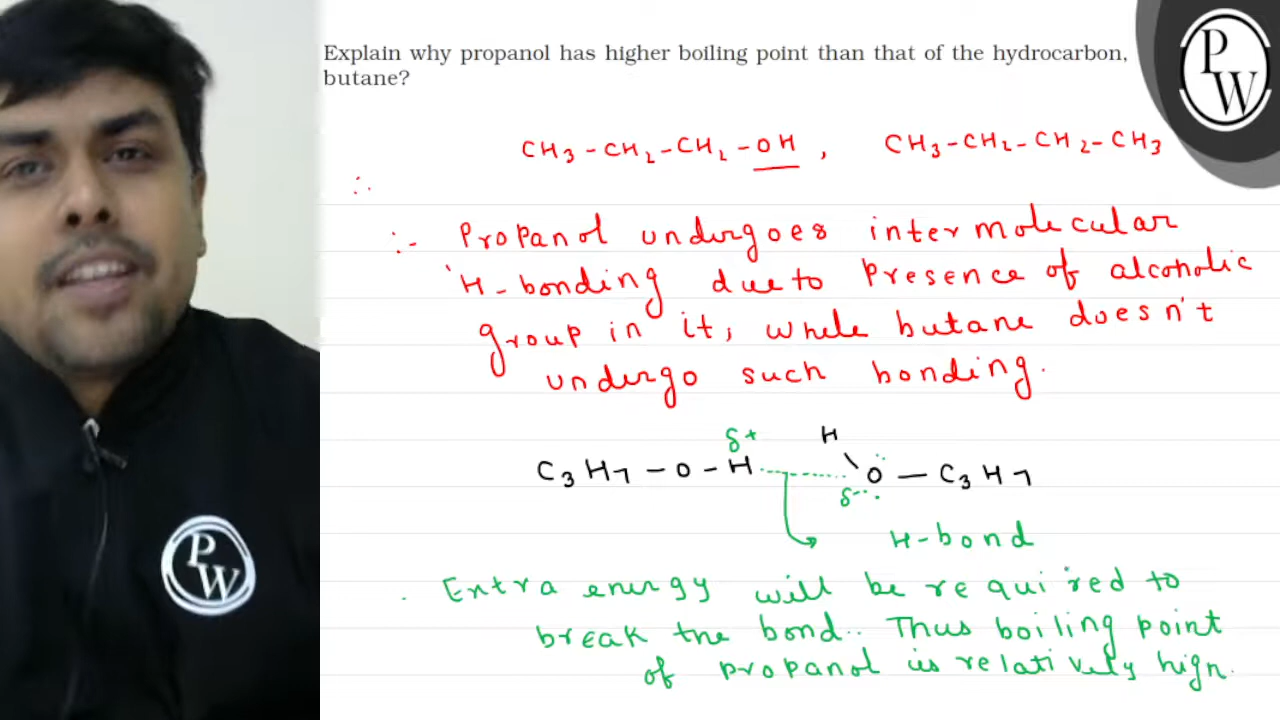 Explain why propanol has higher boiling point than that of the hydrocarbon,
butane?
PW
CH3-CH2-CH2-OH, CH3-CH2-CH2-CH3
∴
:- Propanol undergoes intermolecular
H-bonding due to presence of alcoholic
group in it, while butane doesn't
undergo such bonding.
δ+ H
C3H7-O-H O-C3H7
δ-
H-bond
Extra energy will be required to
break the bond.. Thus boiling point
of propanol is relatively high.
PW